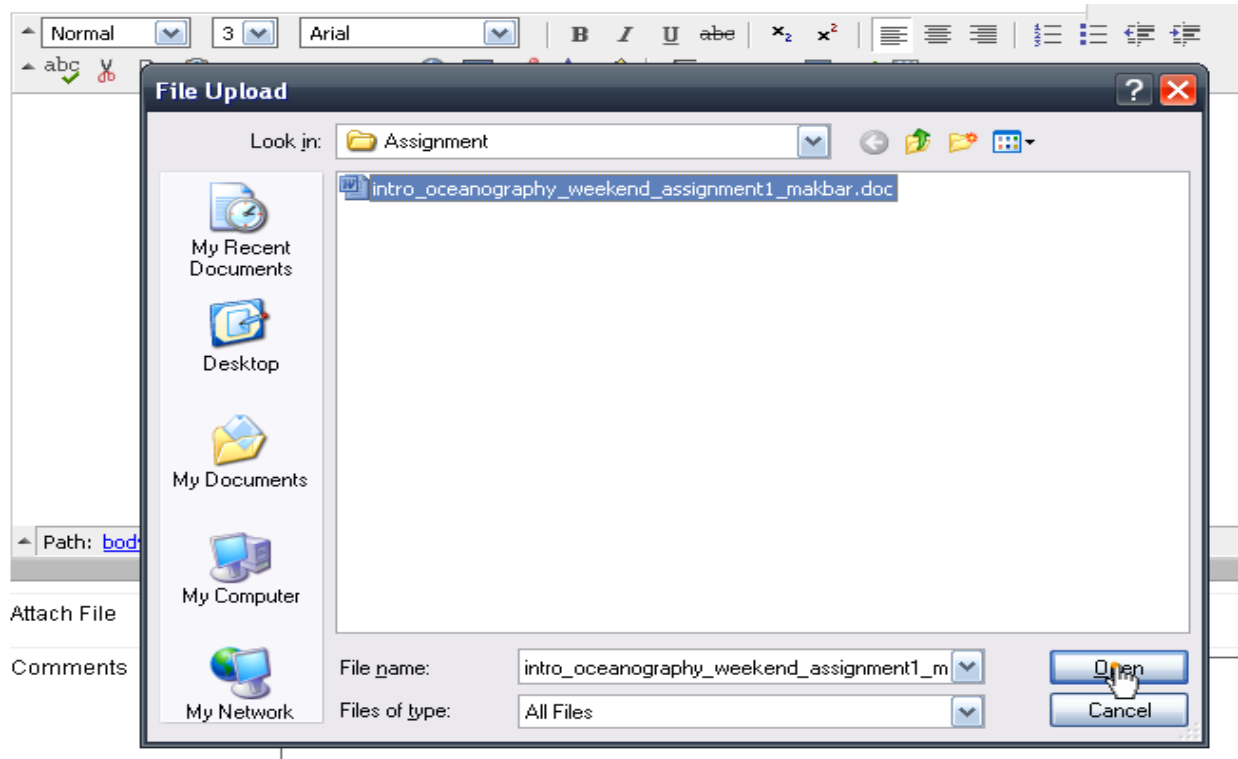 Normal 3 Arial B I U abc x₂ x²
abc
File Upload
Look in: Assignment
intro_oceanography_weekend_assignment1_makbar.doc
My Recent
Documents
Desktop
My Documents
My Computer
My Network
Path: body
Attach File
Comments
File name: intro_oceanography_weekend_assignment1_m
Files of type: All Files
Open
Cancel